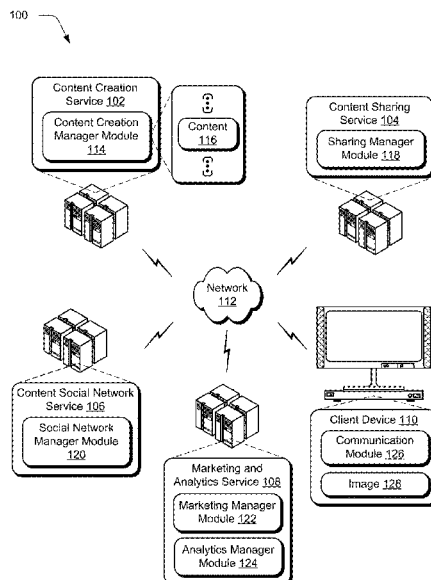 100
Content Creation
Service 102
Content Creation
Manager Module
114
Content
116
Content Sharing
Service 104
Sharing Manager
Module 118
Network
112
Content Social Network
Service 106
Social Network
Manager Module
120
Marketing and
Analytics Service 108
Marketing Manager
Module 122
Analytics Manager
Module 124
Client Device 110
Communication
Module 126
Image 128